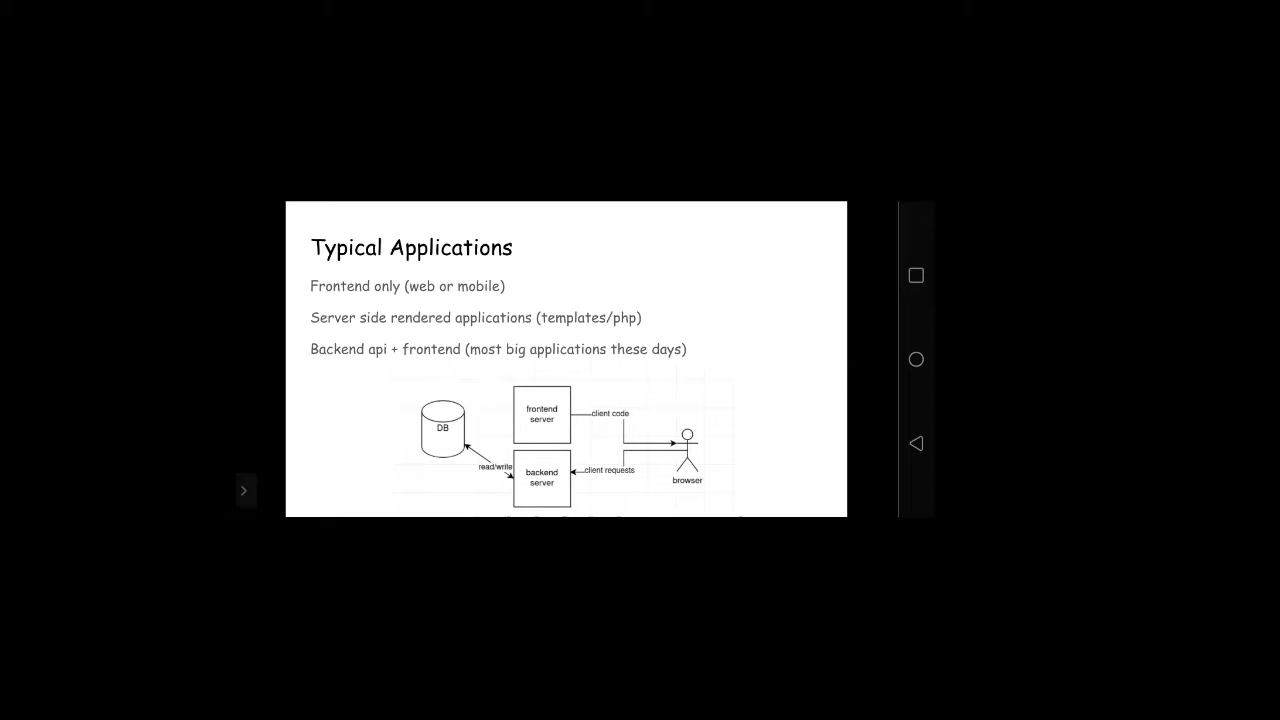 Typical Applications
Frontend only (web or mobile)
Server side rendered applications (templates/php)
Backend api + frontend (most big applications these days)
DB
frontend
server
client code
read/write
backend
server
client requests
browser